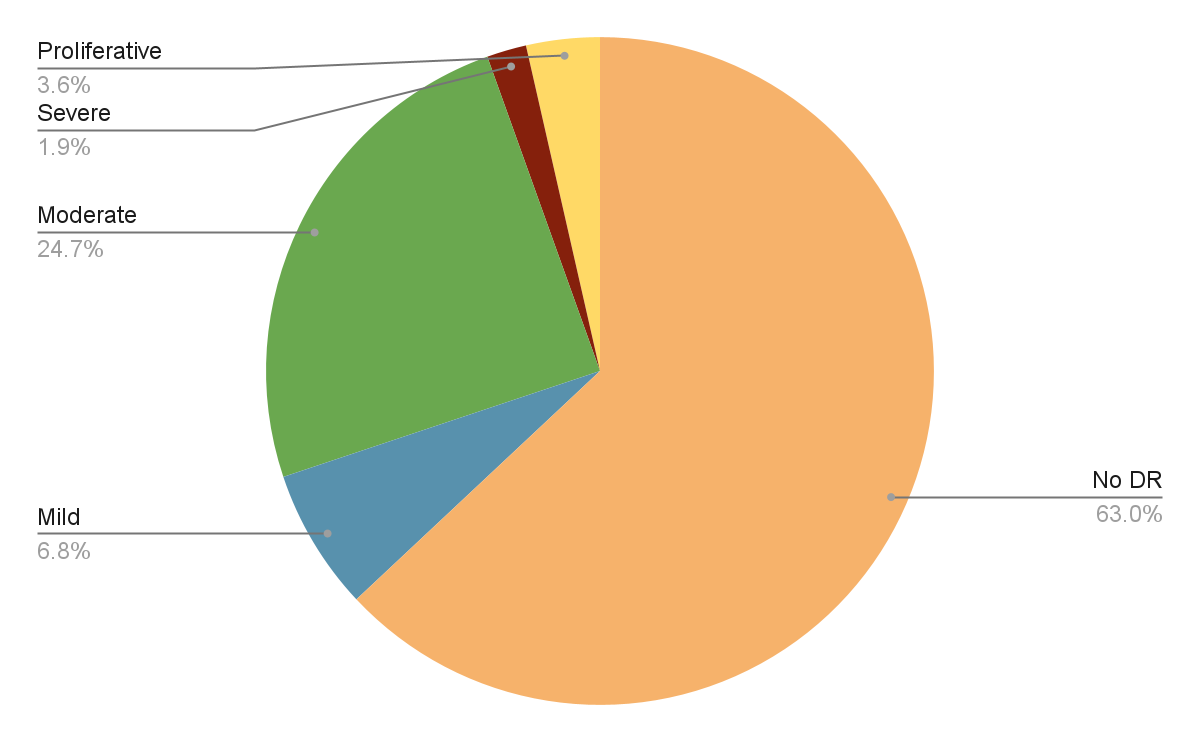 Proliferative
3.6%
Severe
1.9%
Moderate
24.7%
Mild
6.8%
No DR
63.0%